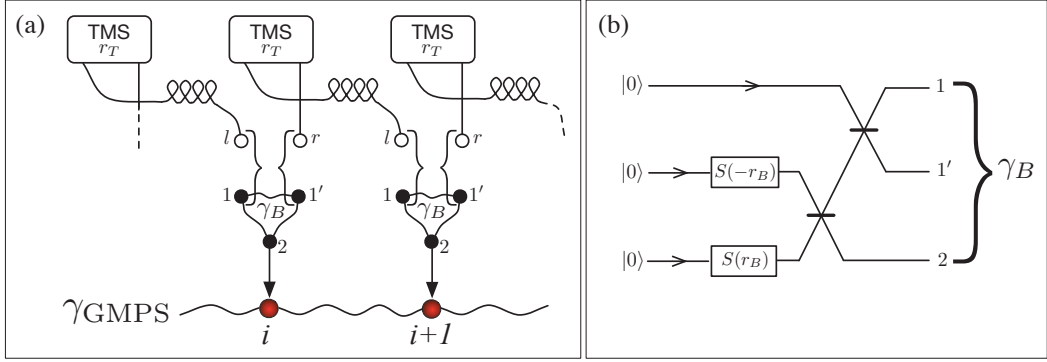 (a)
TMS
r_T
TMS
r_T
TMS
r_T
l
r
l
r
1
γ_B
1′
1
γ_B
1′
2
2
γ_GMPS
i
i+1
(b)
|0⟩
1
|0⟩
S(-r_B)
1′
γ_B
|0⟩
S(r_B)
2